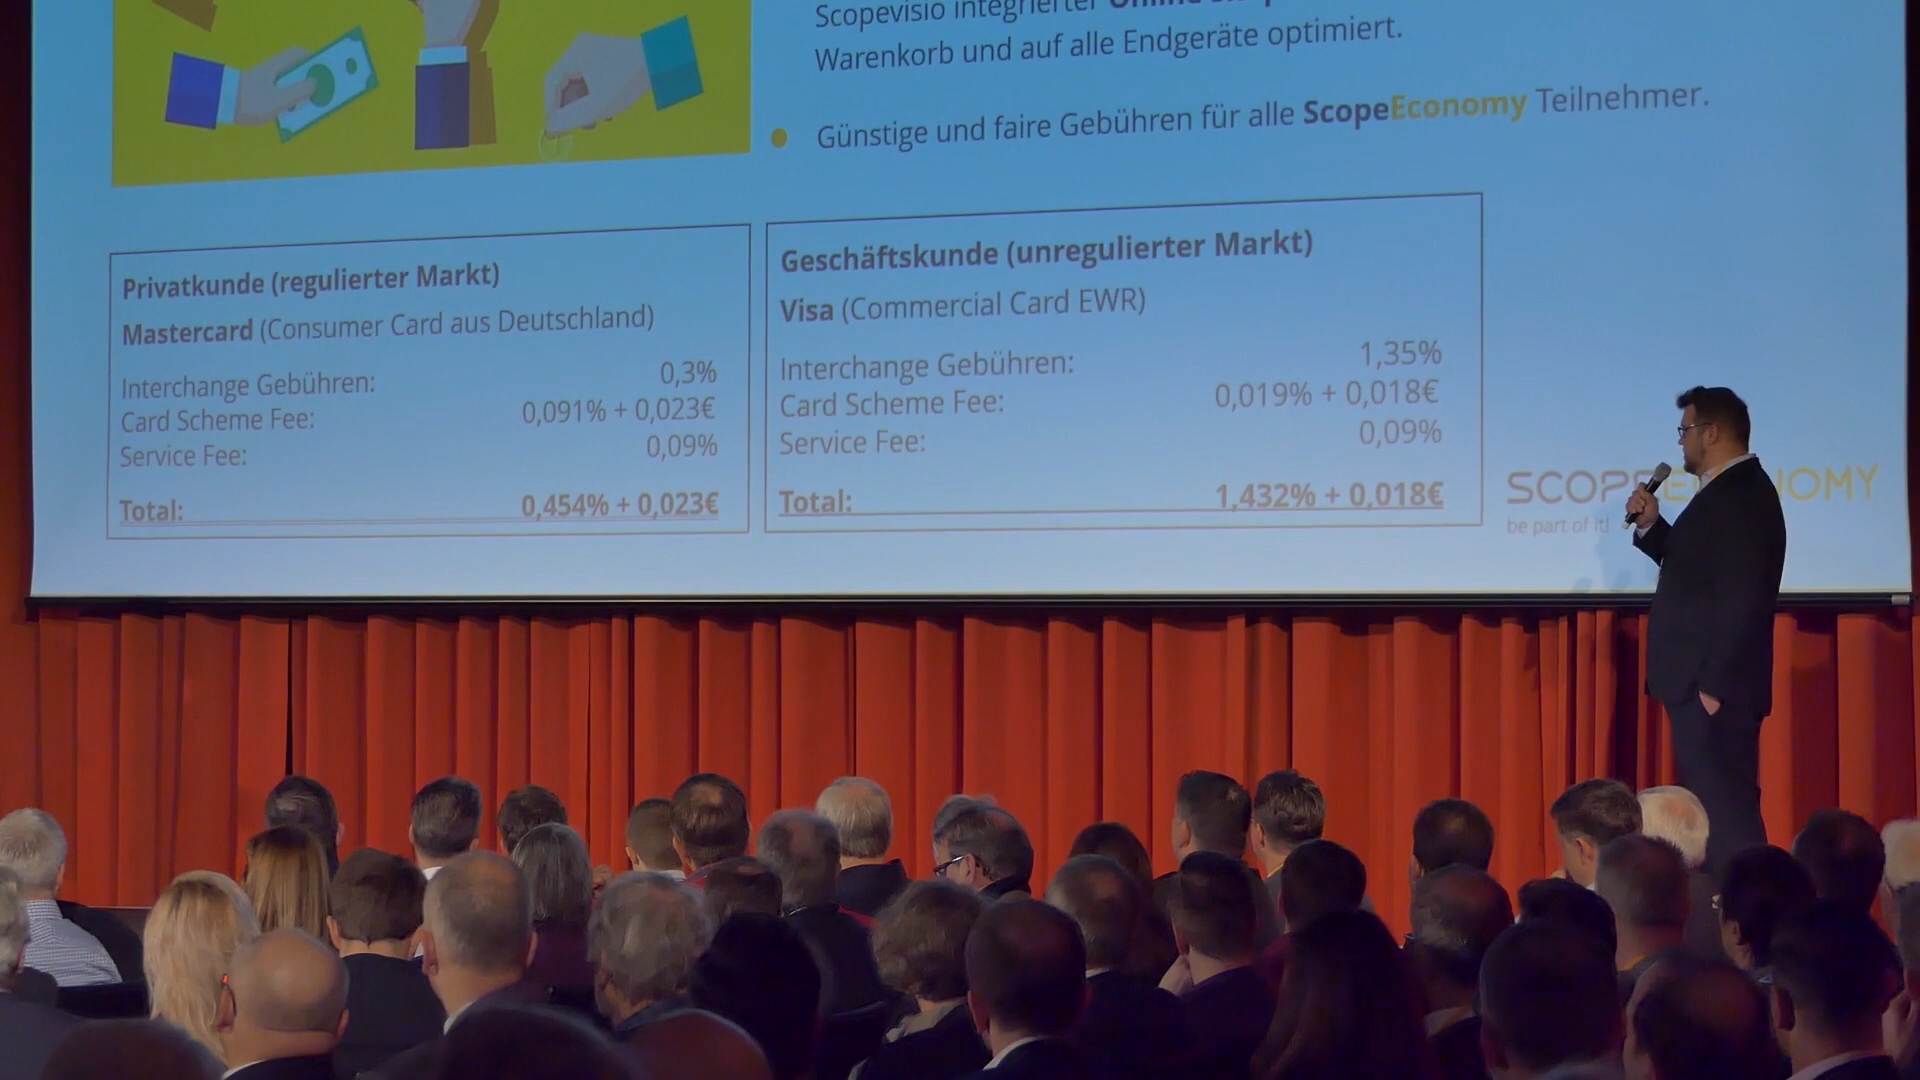 Scopevisio integrierter
Warenkorb und auf alle Endgeräte optimiert.
Günstige und faire Gebühren für alle ScopeEconomy Teilnehmer.
Privatkunde (regulierter Markt)
Mastercard (Consumer Card aus Deutschland)
Interchange Gebühren: 0,3%
Card Scheme Fee: 0,091% + 0,023€
Service Fee: 0,09%
Total: 0,454% + 0,023€
Geschäftskunde (unregulierter Markt)
Visa (Commercial Card EWR)
Interchange Gebühren: 1,35%
Card Scheme Fee: 0,019% + 0,018€
Service Fee: 0,09%
Total: 1,432% + 0,018€
be part of it!